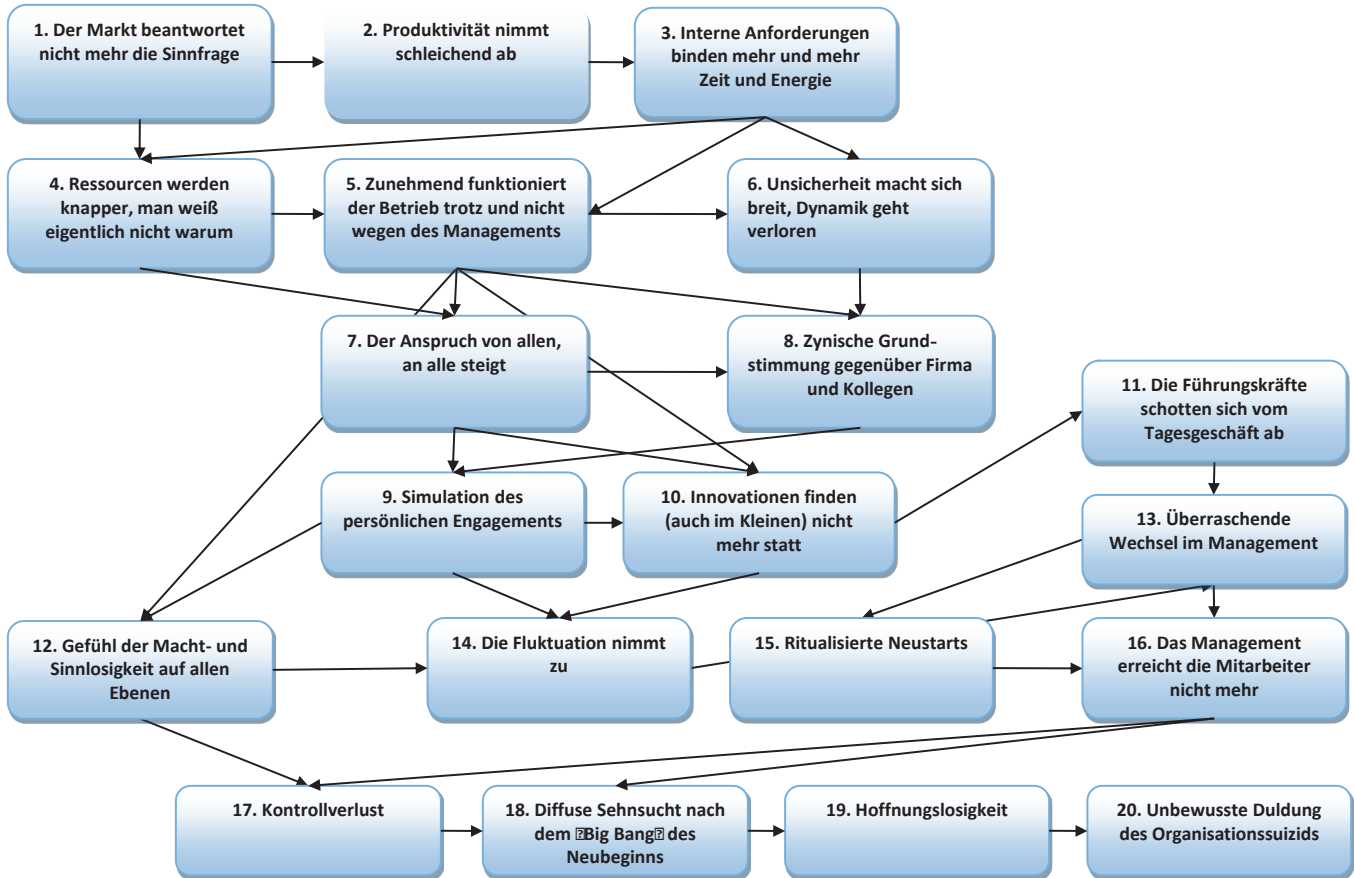 1. Der Markt beantwortet
nicht mehr die Sinnfrage
2. Produktivität nimmt
schleichend ab
3. Interne Anforderungen
binden mehr und mehr
Zeit und Energie
4. Ressourcen werden
knapper, man weiß
eigentlich nicht warum
5. Zunehmend funktioniert
der Betrieb trotz und nicht
wegen des Managements
6. Unsicherheit macht sich
breit, Dynamik geht
verloren
7. Der Anspruch von allen,
an alle steigt
8. Zynische Grund-
stimmung gegenüber Firma
und Kollegen
9. Simulation des
persönlichen Engagements
10. Innovationen finden
(auch im Kleinen) nicht
mehr statt
11. Die Führungskräfte
schotten sich vom
Tagesgeschäft ab
12. Gefühl der Macht- und
Sinnlosigkeit auf allen
Ebenen
13. Überraschende
Wechsel im Management
14. Die Fluktuation nimmt
zu
15. Ritualisierte Neustarts
16. Das Management
erreicht die Mitarbeiter
nicht mehr
17. Kontrollverlust
18. Diffuse Sehnsucht nach
dem �Big Bang� des
Neubeginns
19. Hoffnungslosigkeit
20. Unbewusste Duldung
des Organisationssuizids